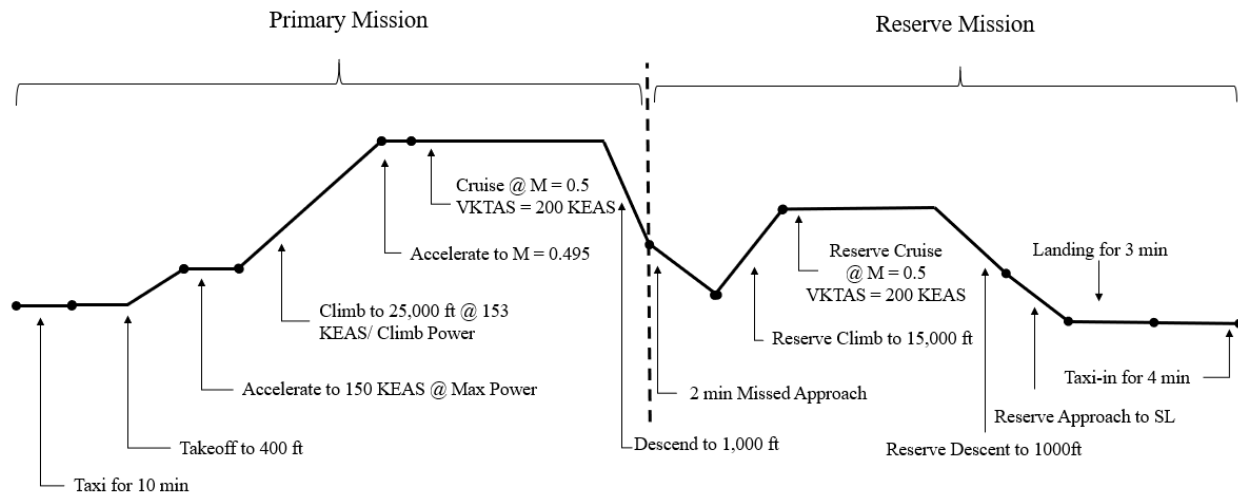 Primary Mission
Reserve Mission
Cruise @ M = 0.5
VKTAS = 200 KEAS
Accelerate to M = 0.495
Climb to 25,000 ft @ 153
KEAS/ Climb Power
Accelerate to 150 KEAS @ Max Power
Takeoff to 400 ft
Taxi for 10 min
Descend to 1,000 ft
2 min Missed Approach
Reserve Climb to 15,000 ft
Reserve Cruise
@ M = 0.5
VKTAS = 200 KEAS
Landing for 3 min
Taxi-in for 4 min
Reserve Approach to SL
Reserve Descent to 1000ft